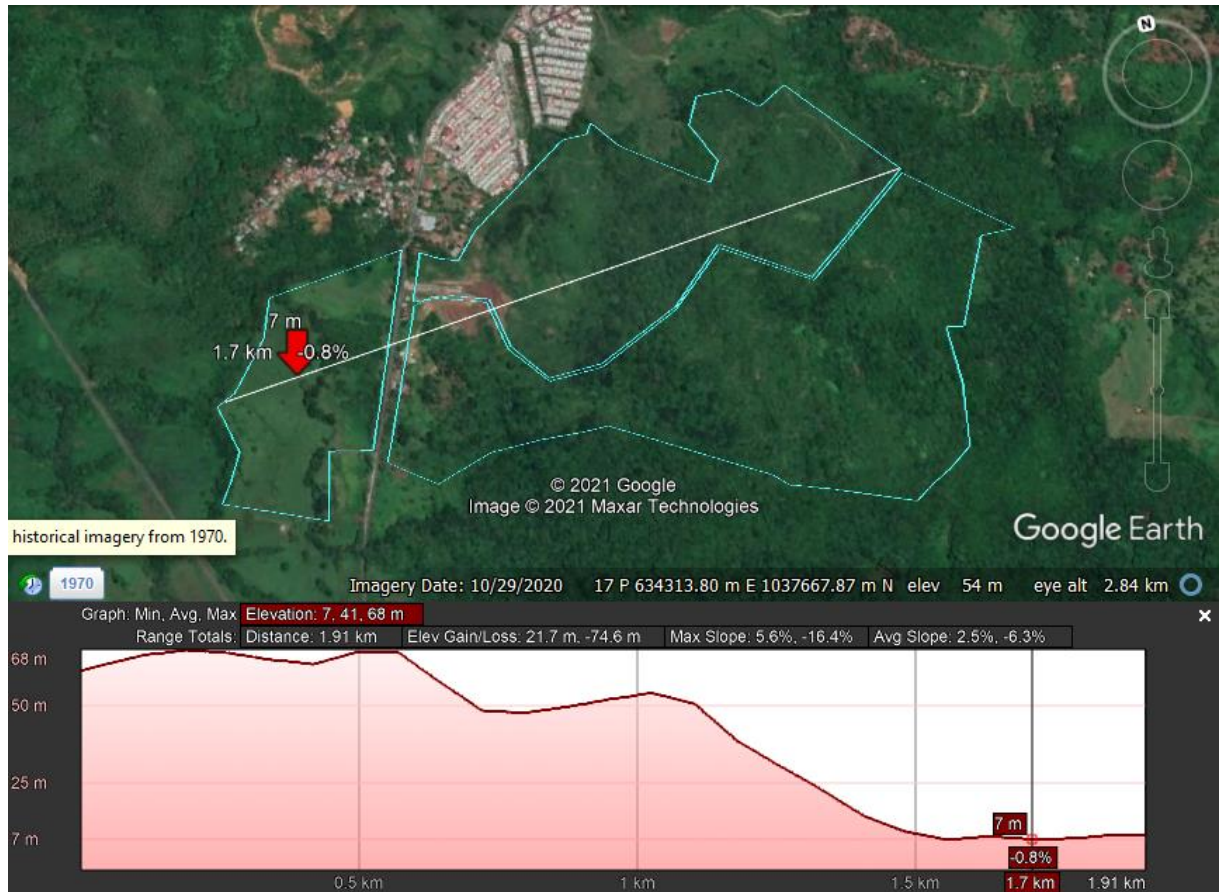 N
7 m
1.7 km -0.8%
© 2021 Google
Image © 2021 Maxar Technologies
Google Earth
historical imagery from 1970.
1970
Imagery Date: 10/29/2020 17 P 634313.80 m E 1037667.87 m N elev 54 m eye alt 2.84 km
Graph: Min, Avg, Max Elevation: 7, 41, 68 m
Range Totals: Distance: 1.91 km Elev Gain/Loss: 21.7 m, -74.6 m Max Slope: 5.6%, -16.4% Avg Slope: 2.5%, -6.3%
68 m
50 m
25 m
7 m
7 m
-0.8%
0.5 km 1 km 1.5 km 1.7 km 1.91 km